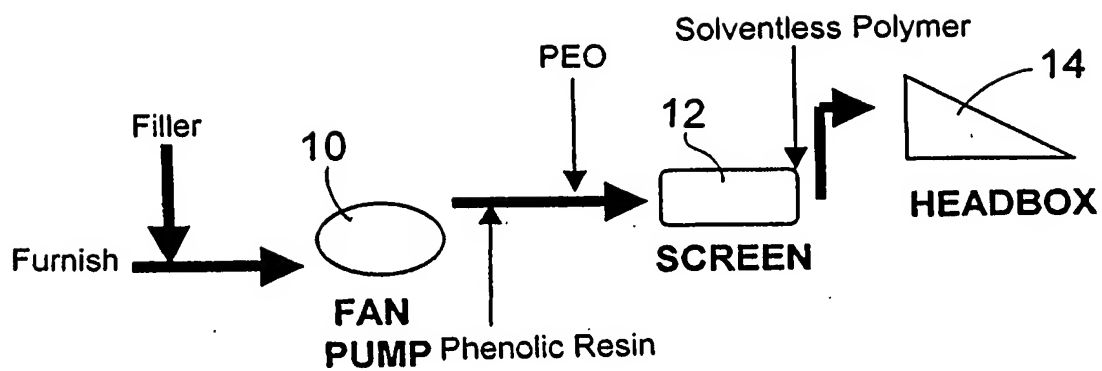 Solventless Polymer
PEO
14
Filler
12
10
HEADBOX
Furnish
SCREEN
FAN
PUMP
Phenolic Resin